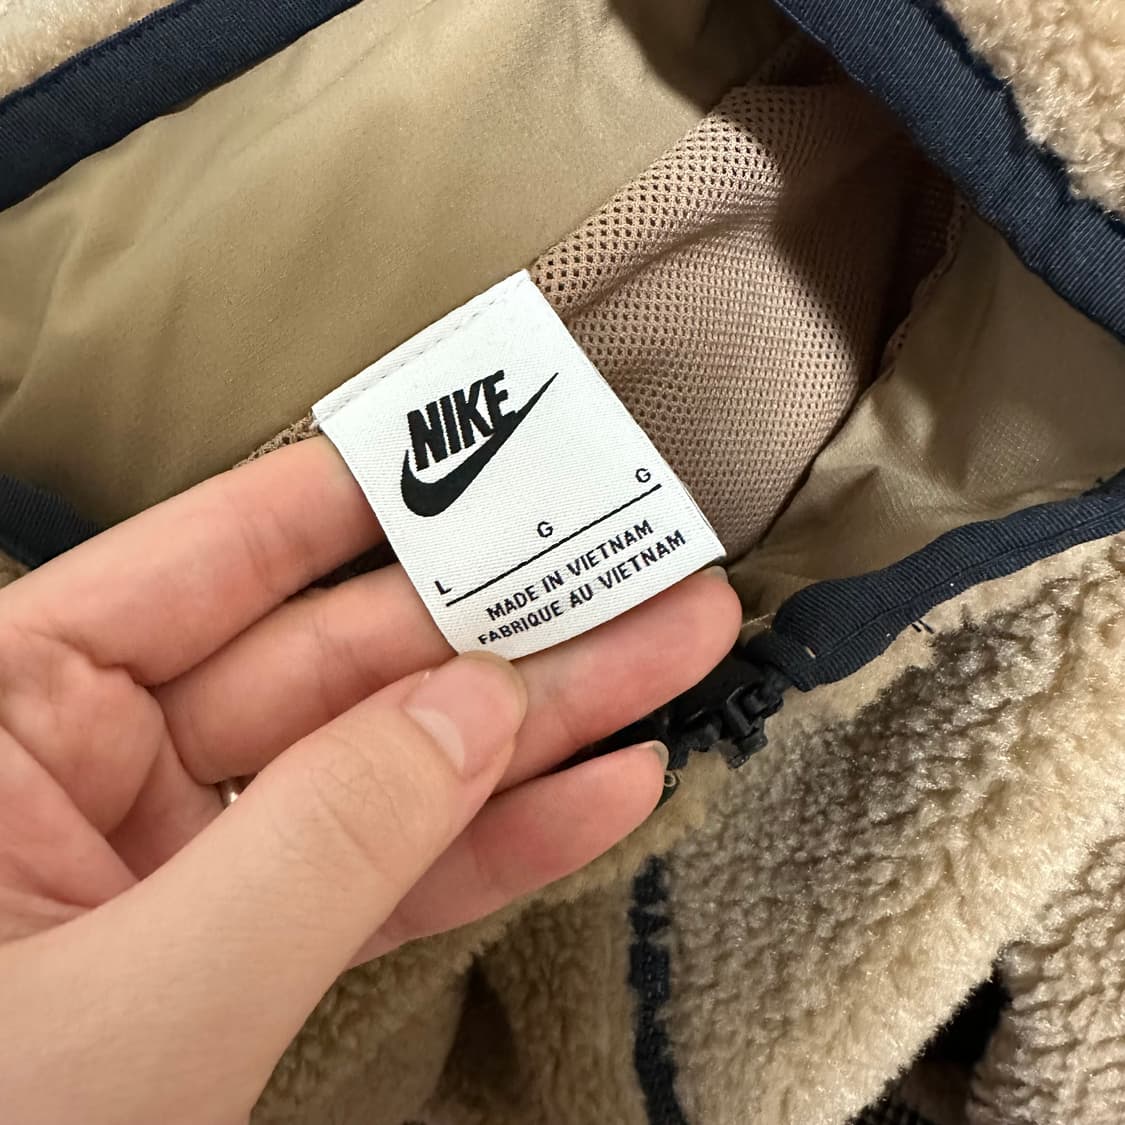 NIKE
L G G
MADE IN VIETNAM
FABRIQUE AU VIETNAM